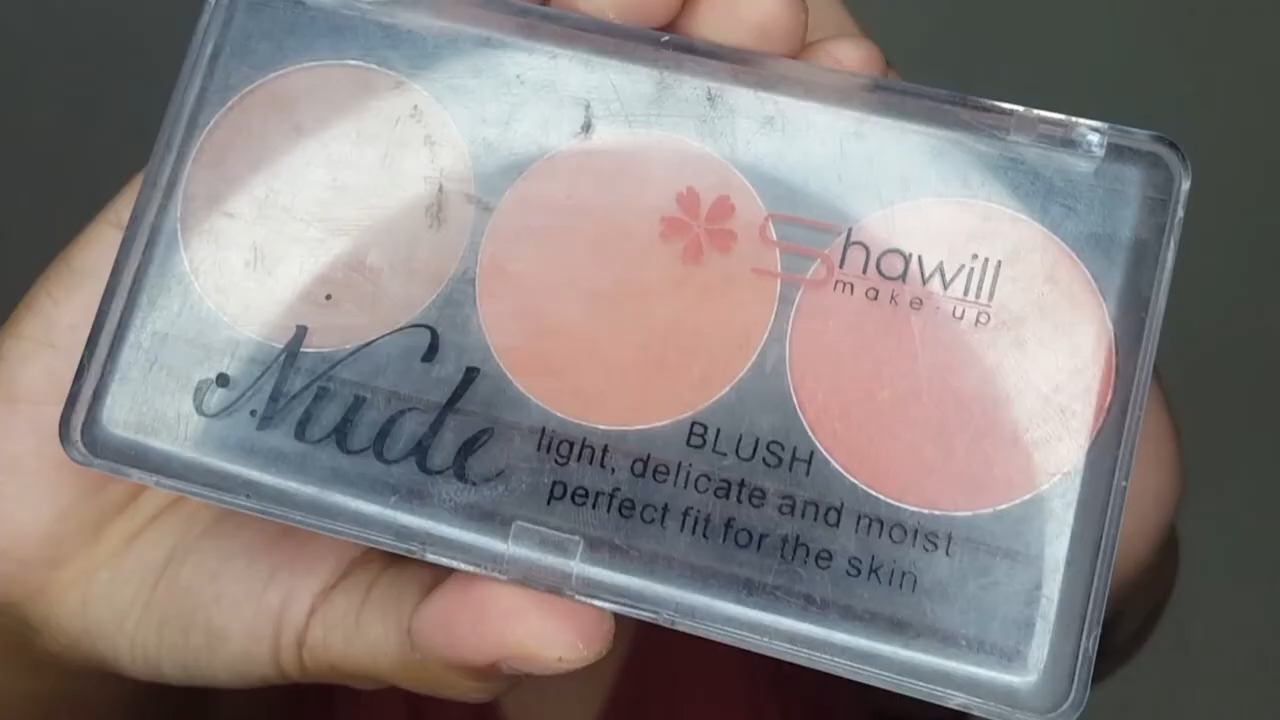 Shawill
make-up
Nude
BLUSH
light, delicate and moist
perfect fit for the skin